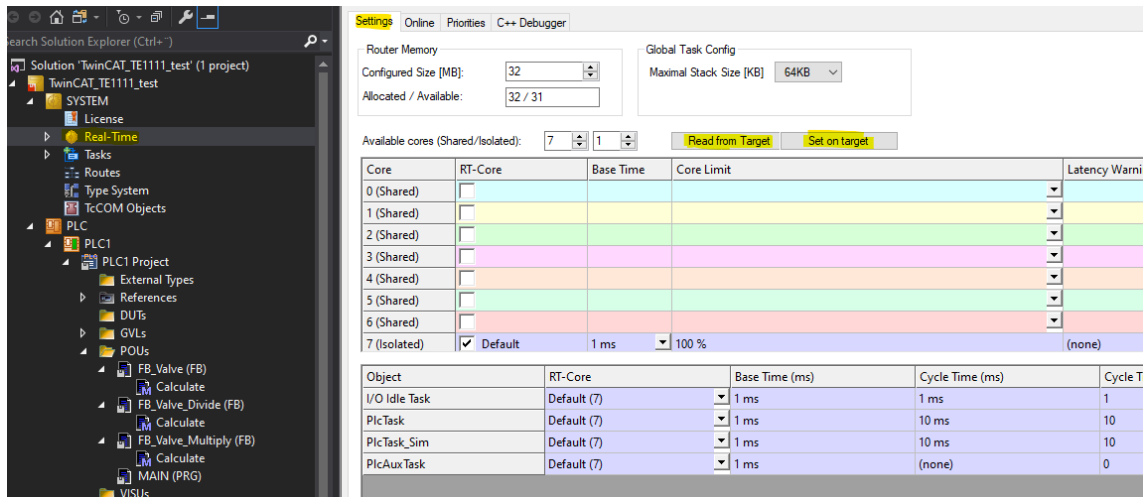 Search Solution Explorer (Ctrl+¨)
Solution 'TwinCAT_TE1111_test' (1 project)
TwinCAT_TE1111_test
SYSTEM
License
Real-Time
Tasks
Routes
Type System
TcCOM Objects
PLC
PLC1
PLC1 Project
External Types
References
DUTs
GVLs
POUs
FB_Valve (FB)
Calculate
FB_Valve_Divide (FB)
Calculate
FB_Valve_Multiply (FB)
Calculate
MAIN (PRG)
VISUs
Settings Online Priorities C++ Debugger
Router Memory
Configured Size [MB]: 32
Allocated / Available: 32 / 31
Global Task Config
Maximal Stack Size [KB] 64KB
Available cores (Shared/Isolated): 7 1 Read from Target Set on target
Core RT-Core Base Time Core Limit Latency Warni
0 (Shared)
1 (Shared)
2 (Shared)
3 (Shared)
4 (Shared)
5 (Shared)
6 (Shared)
7 (Isolated) Default 1 ms 100 % (none)
Object RT-Core Base Time (ms) Cycle Time (ms) Cycle T
I/O Idle Task Default (7) 1 ms 1 ms 1
PlcTask Default (7) 1 ms 10 ms 10
PlcTask_Sim Default (7) 1 ms 10 ms 10
PlcAuxTask Default (7) 1 ms (none) 0